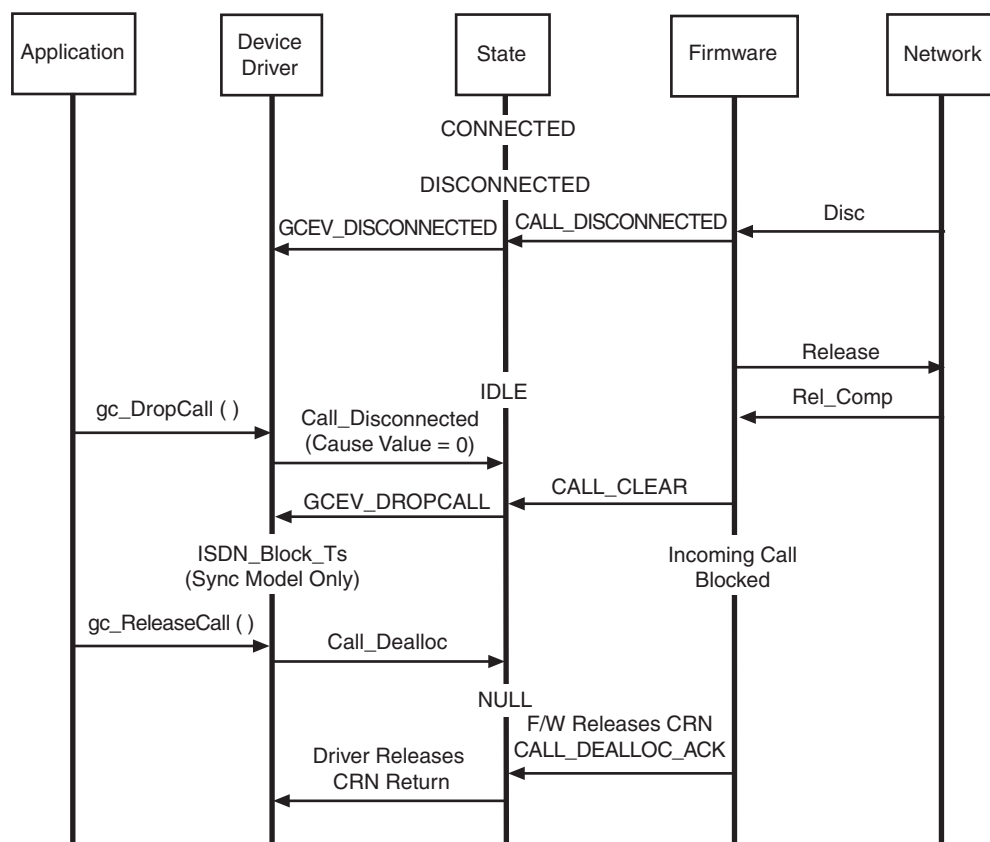 Application
Device
Driver
State
Firmware
Network
CONNECTED
DISCONNECTED
Disc
CALL_DISCONNECTED
GCEV_DISCONNECTED
Release
IDLE
Rel_Comp
gc_DropCall ( )
Call_Disconnected
(Cause Value = 0)
CALL_CLEAR
GCEV_DROPCALL
ISDN_Block_Ts
(Sync Model Only)
Incoming Call
Blocked
gc_ReleaseCall ( )
Call_Dealloc
NULL
F/W Releases CRN
CALL_DEALLOC_ACK
Driver Releases
CRN Return